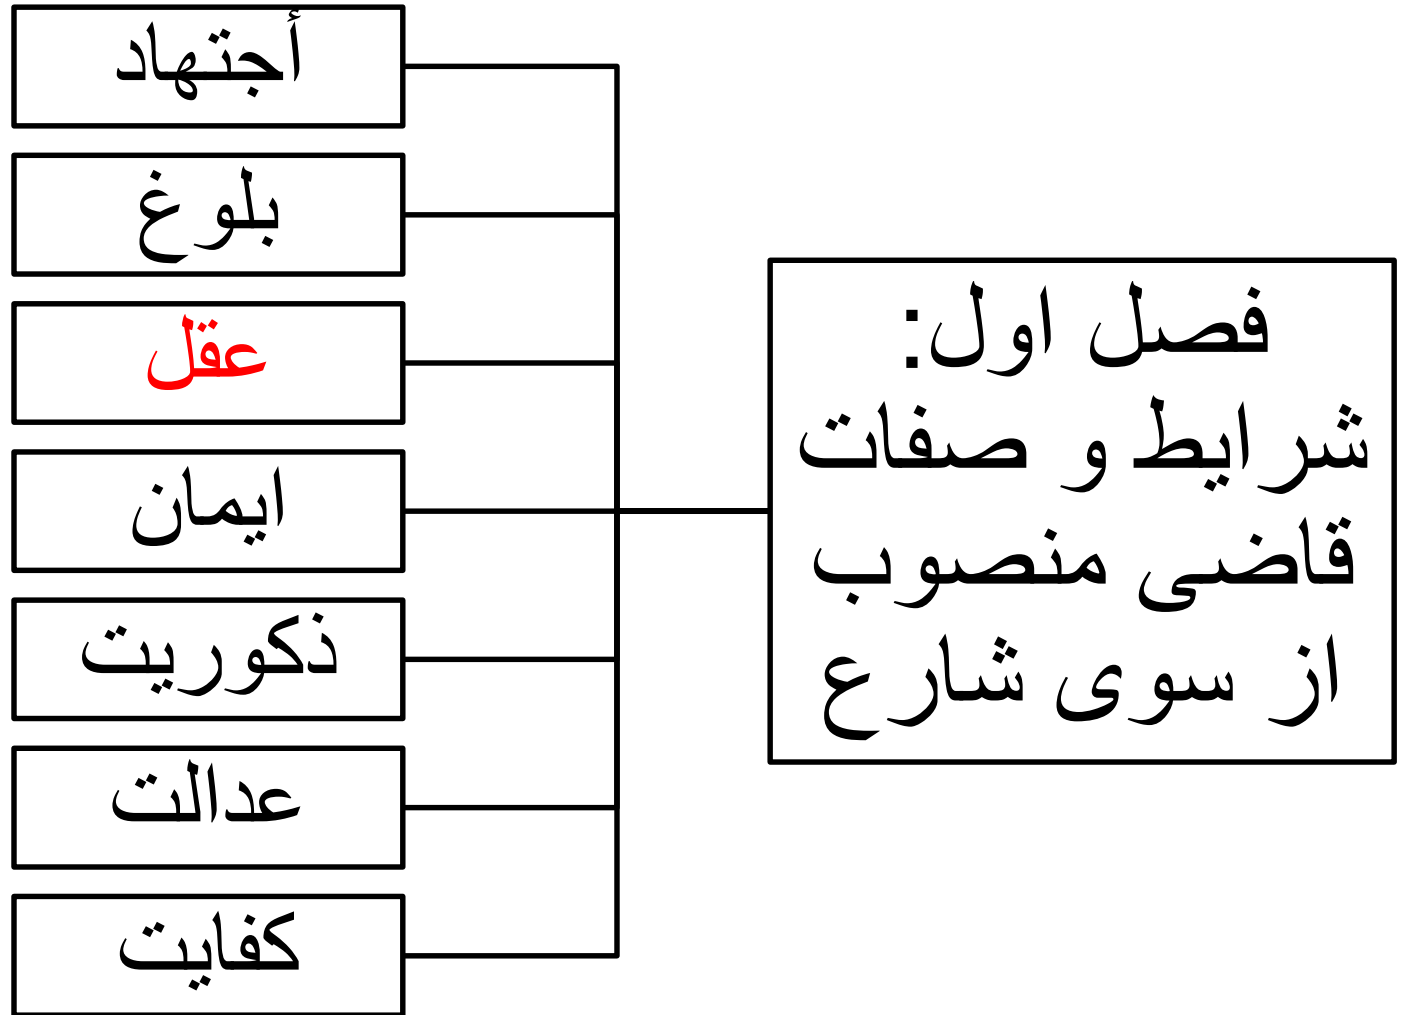 فصل اول:
شرایط و صفات
قاضی منصوب
از سوی شارع
أجتهاد
بلوغ
عقل
ایمان
ذکوریت
عدالت
کفایت